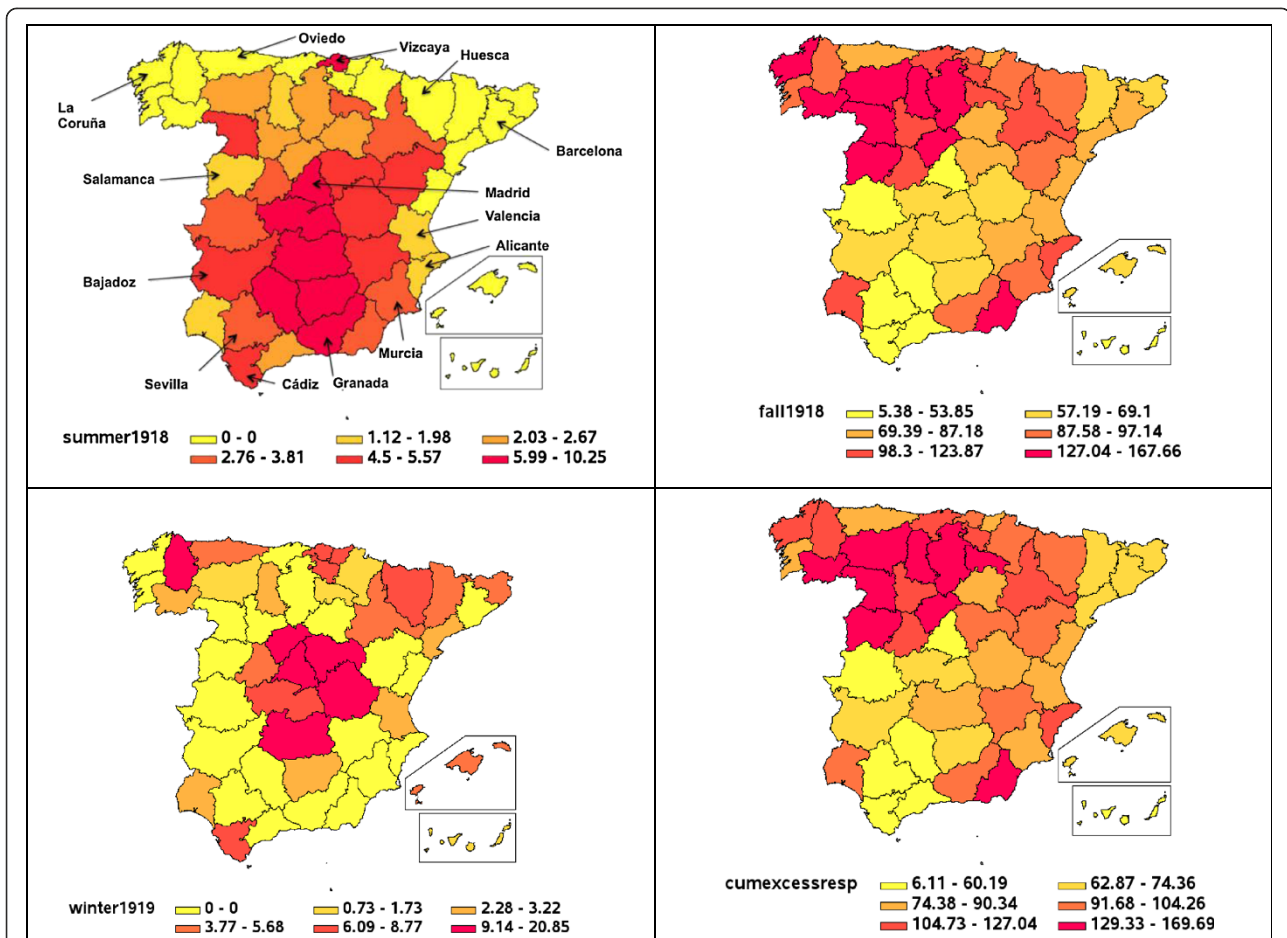 Oviedo
Vizcaya
Huesca
La
Coruña
Barcelona
Salamanca
Madrid
Valencia
Alicante
Bajadoz
Murcia
Sevilla
Cádiz
Granada
summer1918
0 - 0
1.12 - 1.98
2.03 - 2.67
2.76 - 3.81
4.5 - 5.57
5.99 - 10.25
fall1918
5.38 - 53.85
57.19 - 69.1
69.39 - 87.18
87.58 - 97.14
98.3 - 123.87
127.04 - 167.66
winter1919
0 - 0
0.73 - 1.73
2.28 - 3.22
3.77 - 5.68
6.09 - 8.77
9.14 - 20.85
cumexcessresp
6.11 - 60.19
62.87 - 74.36
74.38 - 90.34
91.68 - 104.26
104.73 - 127.04
129.33 - 169.69